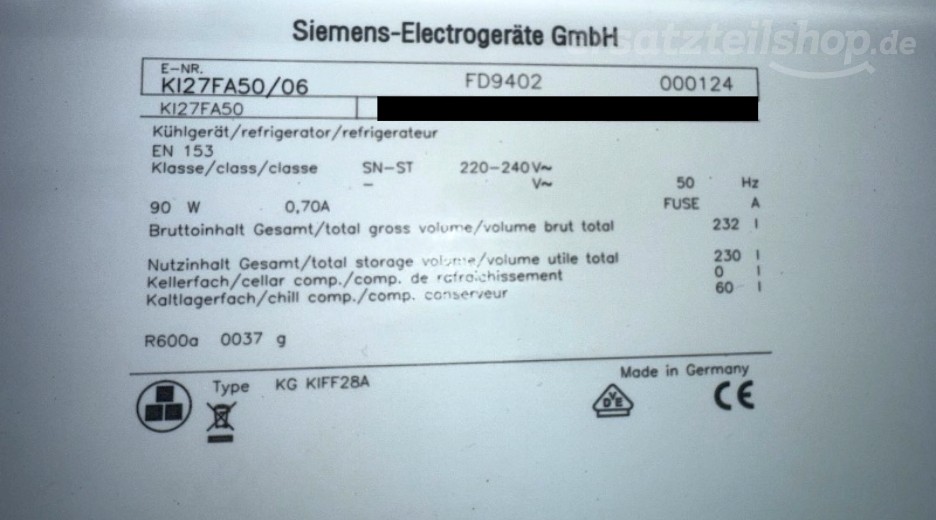 Siemens-Electrogeräte GmbH
satzteilshop.de
E-NR.
KI27FA50/06 FD9402 000124
KI27FA50
Kühlgerät/refrigerator/refrigerateur
EN 153
Klasse/class/classe SN-ST 220-240V~
- V~ 50 Hz
90 W 0,70A FUSE A
Bruttoinhalt Gesamt/total gross volume/volume brut total 232 l
Nutzinhalt Gesamt/total storage volume/volume utile total 230 l
Kellerfach/cellar comp./comp. de rafraichissement 0 l
Kaltlagerfach/chill comp./comp. conserveur 60 l
R600a 0037 g
Made in Germany
Type KG KIFF28A
VDE CE